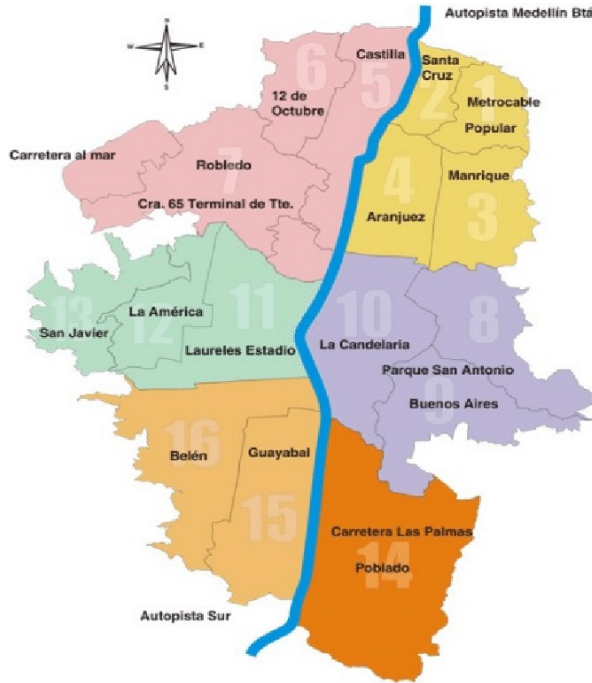 Autopista Medellín Btá
N
W E
S
6
Castilla
5
Santa
Cruz
2
1
Metrocable
Popular
12 de
Octubre
Carretera al mar
Robledo
7
Cra. 65 Terminal de Tte.
4
Aranjuez
Manrique
3
13
San Javier
La América
12
11
Laureles Estadio
10
La Candelaria
8
Parque San Antonio
Buenos Aires
9
16
Belén
Guayabal
15
Carretera Las Palmas
Poblado
14
Autopista Sur